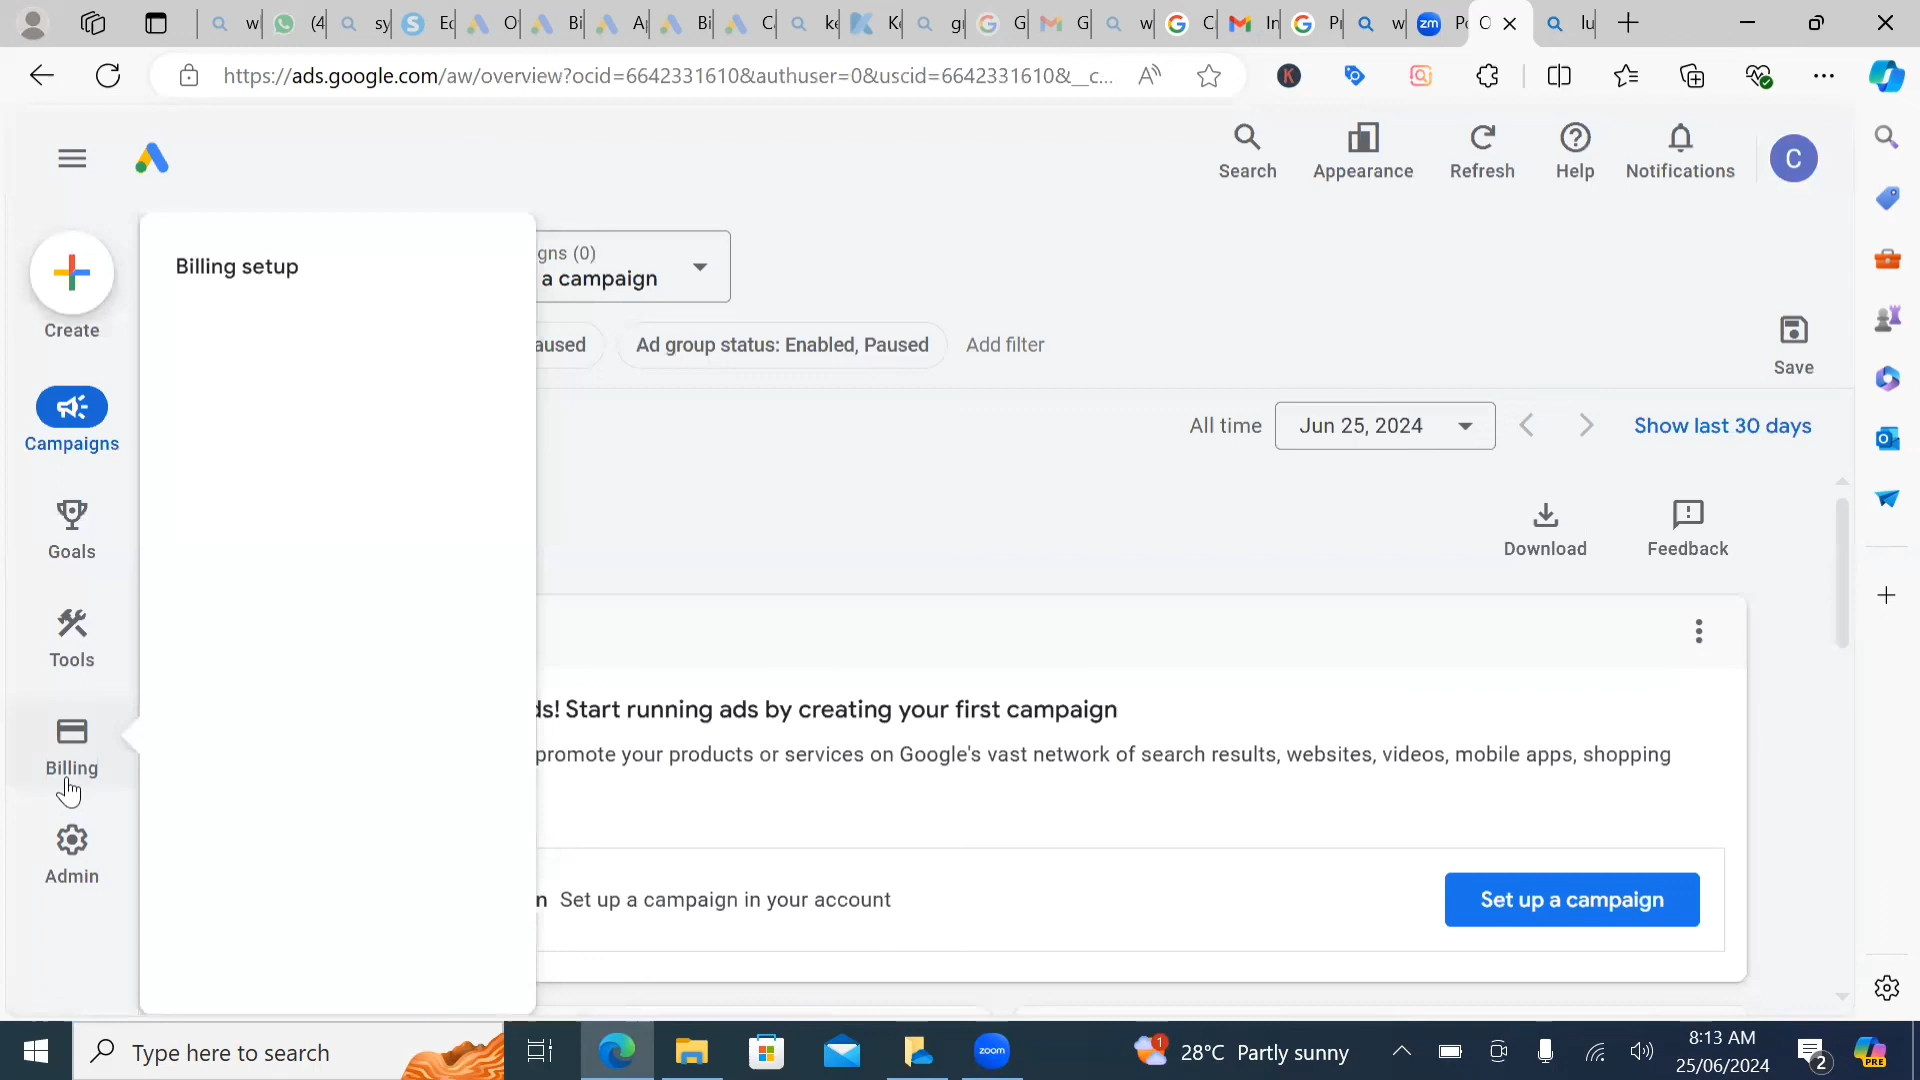 https://ads.google.com/aw/overview?ocid=6642331610&authuser=0&uscid=6642331610&__c...
Search
Appearance
Refresh
Help
Notifications
C
Billing setup
gns (0)
a campaign
Create
aused
Ad group status: Enabled, Paused
Add filter
Save
Campaigns
All time
Jun 25, 2024
Show last 30 days
Goals
Download
Feedback
Tools
ds! Start running ads by creating your first campaign
promote your products or services on Google's vast network of search results, websites, videos, mobile apps, shopping
Billing
Admin
n Set up a campaign in your account
Set up a campaign
Type here to search
zoom
1
28°C Partly sunny
8:13 AM
25/06/2024
2
PRE